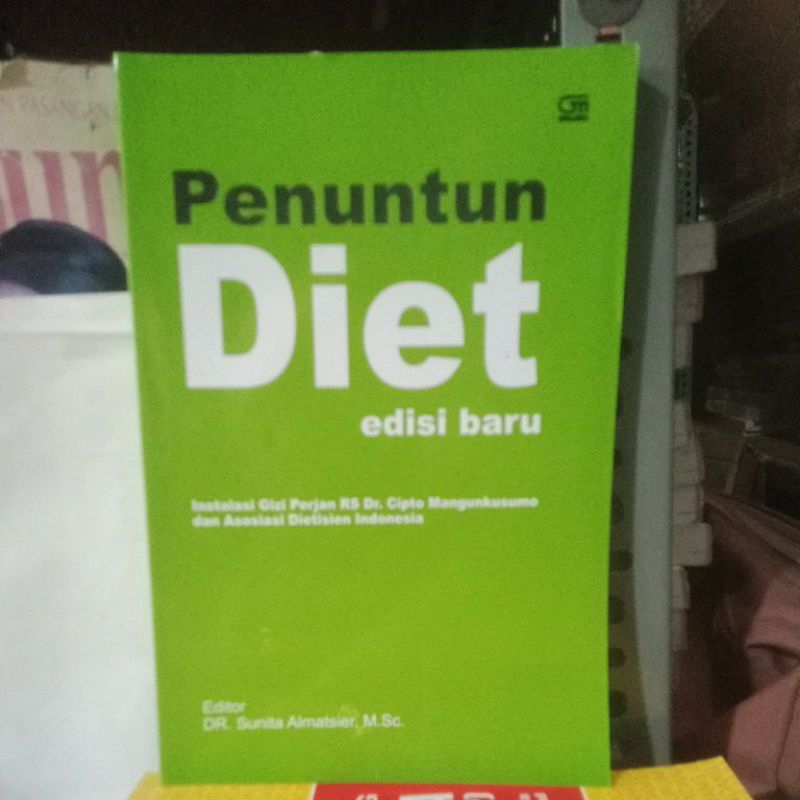 Penuntun
Diet
edisi baru
Instalasi Gizi Perjan RS Dr. Cipto Mangunkusumo
dan Asosiasi Dietisien Indonesia
Editor
DR. Sunita Almatsier, M.Sc.
PASANGAN